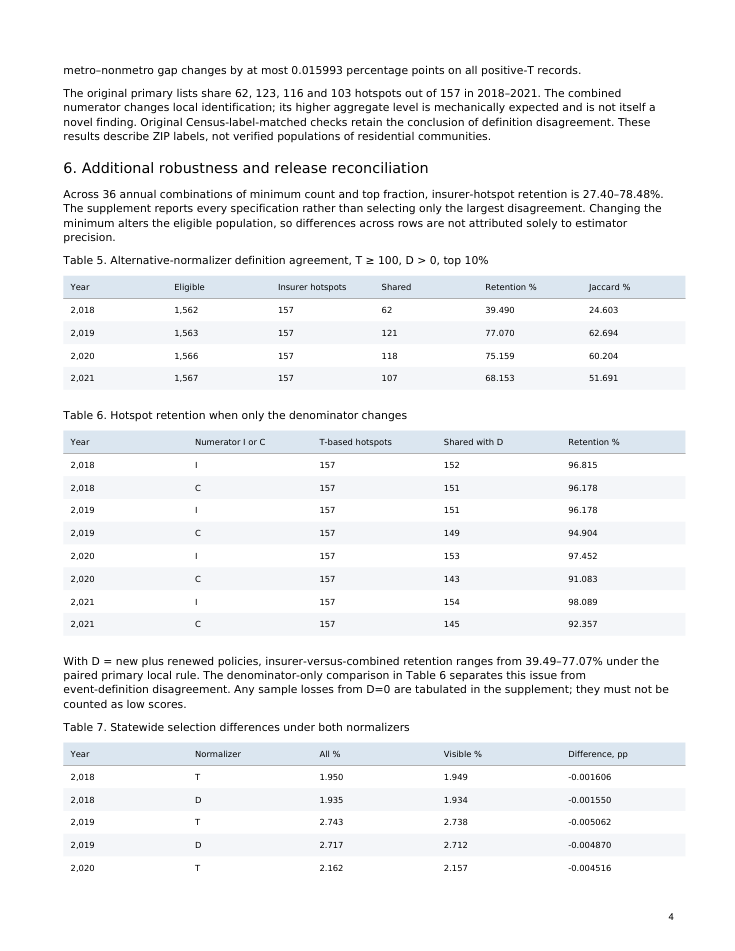 metro–nonmetro gap changes by at most 0.015993 percentage points on all positive-T records.
The original primary lists share 62, 123, 116 and 103 hotspots out of 157 in 2018–2021. The combined
numerator changes local identification; its higher aggregate level is mechanically expected and is not itself a
novel finding. Original Census-label-matched checks retain the conclusion of definition disagreement. These
results describe ZIP labels, not verified populations of residential communities.
6. Additional robustness and release reconciliation
Across 36 annual combinations of minimum count and top fraction, insurer-hotspot retention is 27.40–78.48%.
The supplement reports every specification rather than selecting only the largest disagreement. Changing the
minimum alters the eligible population, so differences across rows are not attributed solely to estimator
precision.
Table 5. Alternative-normalizer definition agreement, T ≥ 100, D > 0, top 10%
Year Eligible Insurer hotspots Shared Retention % Jaccard %
2,018 1,562 157 62 39.490 24.603
2,019 1,563 157 121 77.070 62.694
2,020 1,566 157 118 75.159 60.204
2,021 1,567 157 107 68.153 51.691
Table 6. Hotspot retention when only the denominator changes
Year Numerator I or C T-based hotspots Shared with D Retention %
2,018 I 157 152 96.815
2,018 C 157 151 96.178
2,019 I 157 151 96.178
2,019 C 157 149 94.904
2,020 I 157 153 97.452
2,020 C 157 143 91.083
2,021 I 157 154 98.089
2,021 C 157 145 92.357
With D = new plus renewed policies, insurer-versus-combined retention ranges from 39.49–77.07% under the
paired primary local rule. The denominator-only comparison in Table 6 separates this issue from
event-definition disagreement. Any sample losses from D=0 are tabulated in the supplement; they must not be
counted as low scores.
Table 7. Statewide selection differences under both normalizers
Year Normalizer All % Visible % Difference, pp
2,018 T 1.950 1.949 -0.001606
2,018 D 1.935 1.934 -0.001550
2,019 T 2.743 2.738 -0.005062
2,019 D 2.717 2.712 -0.004870
2,020 T 2.162 2.157 -0.004516
4